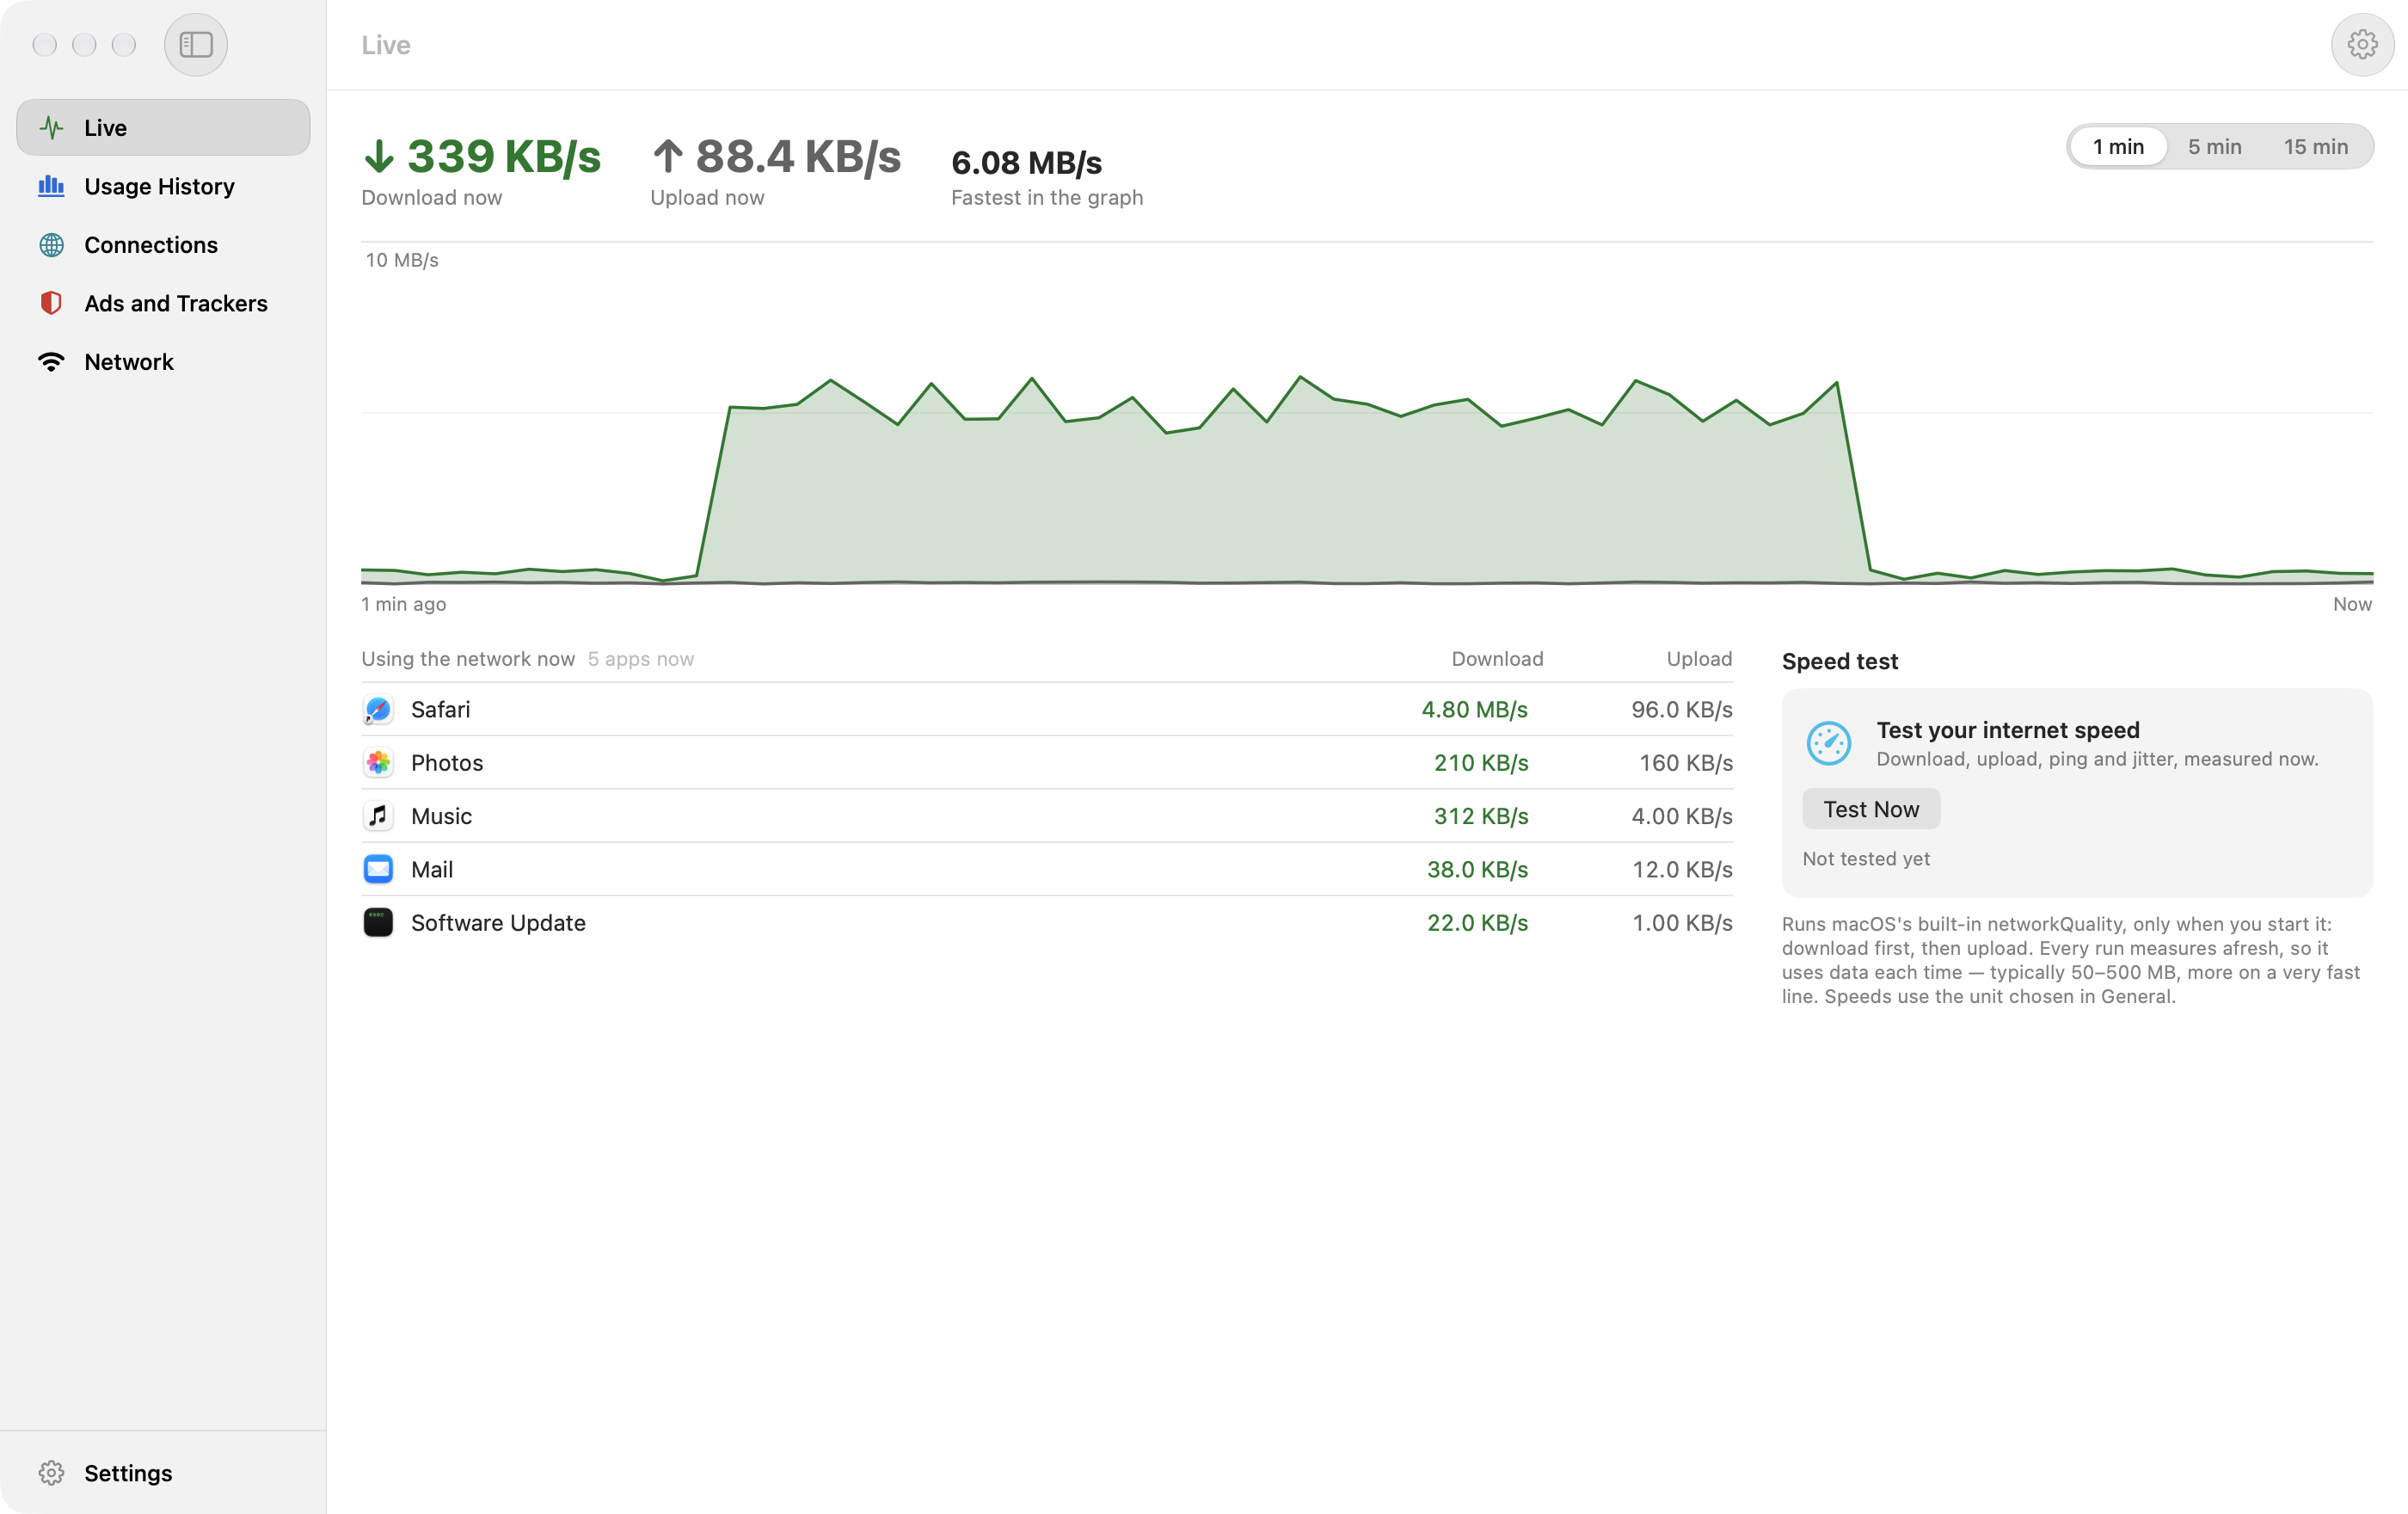 Live
Live
Usage History
Connections
Ads and Trackers
Network
Settings
339 KB/s
Download now
88.4 KB/s
Upload now
6.08 MB/s
Fastest in the graph
1 min
5 min
15 min
10 MB/s
1 min ago
Now
Using the network now 5 apps now Download Upload
Safari 4.80 MB/s 96.0 KB/s
Photos 210 KB/s 160 KB/s
Music 312 KB/s 4.00 KB/s
Mail 38.0 KB/s 12.0 KB/s
Software Update 22.0 KB/s 1.00 KB/s
Speed test
Test your internet speed
Download, upload, ping and jitter, measured now.
Test Now
Not tested yet
Runs macOS's built-in networkQuality, only when you start it:
download first, then upload. Every run measures afresh, so it
uses data each time — typically 50–500 MB, more on a very fast
line. Speeds use the unit chosen in General.